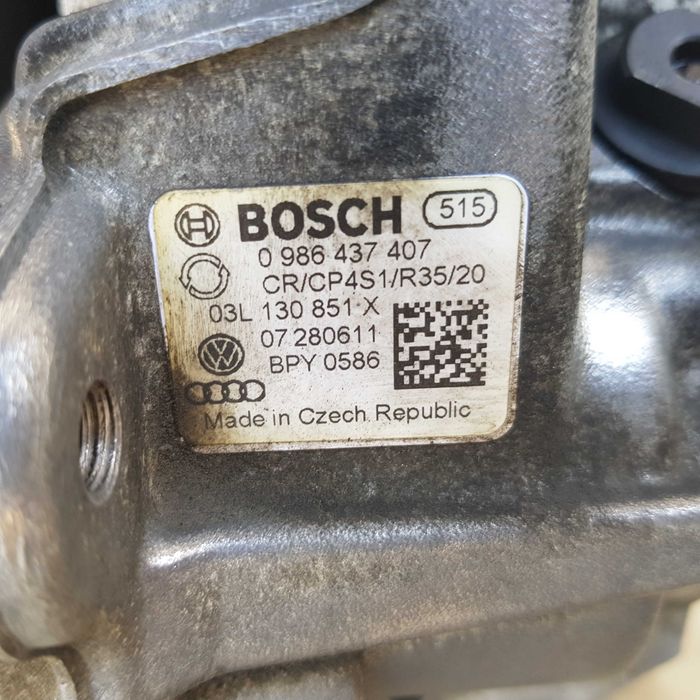 BOSCH 515
0 986 437 407
CR/CP4S1/R35/20
03L 130 851 X
07 280611
BPY 0586
Made in Czech Republic